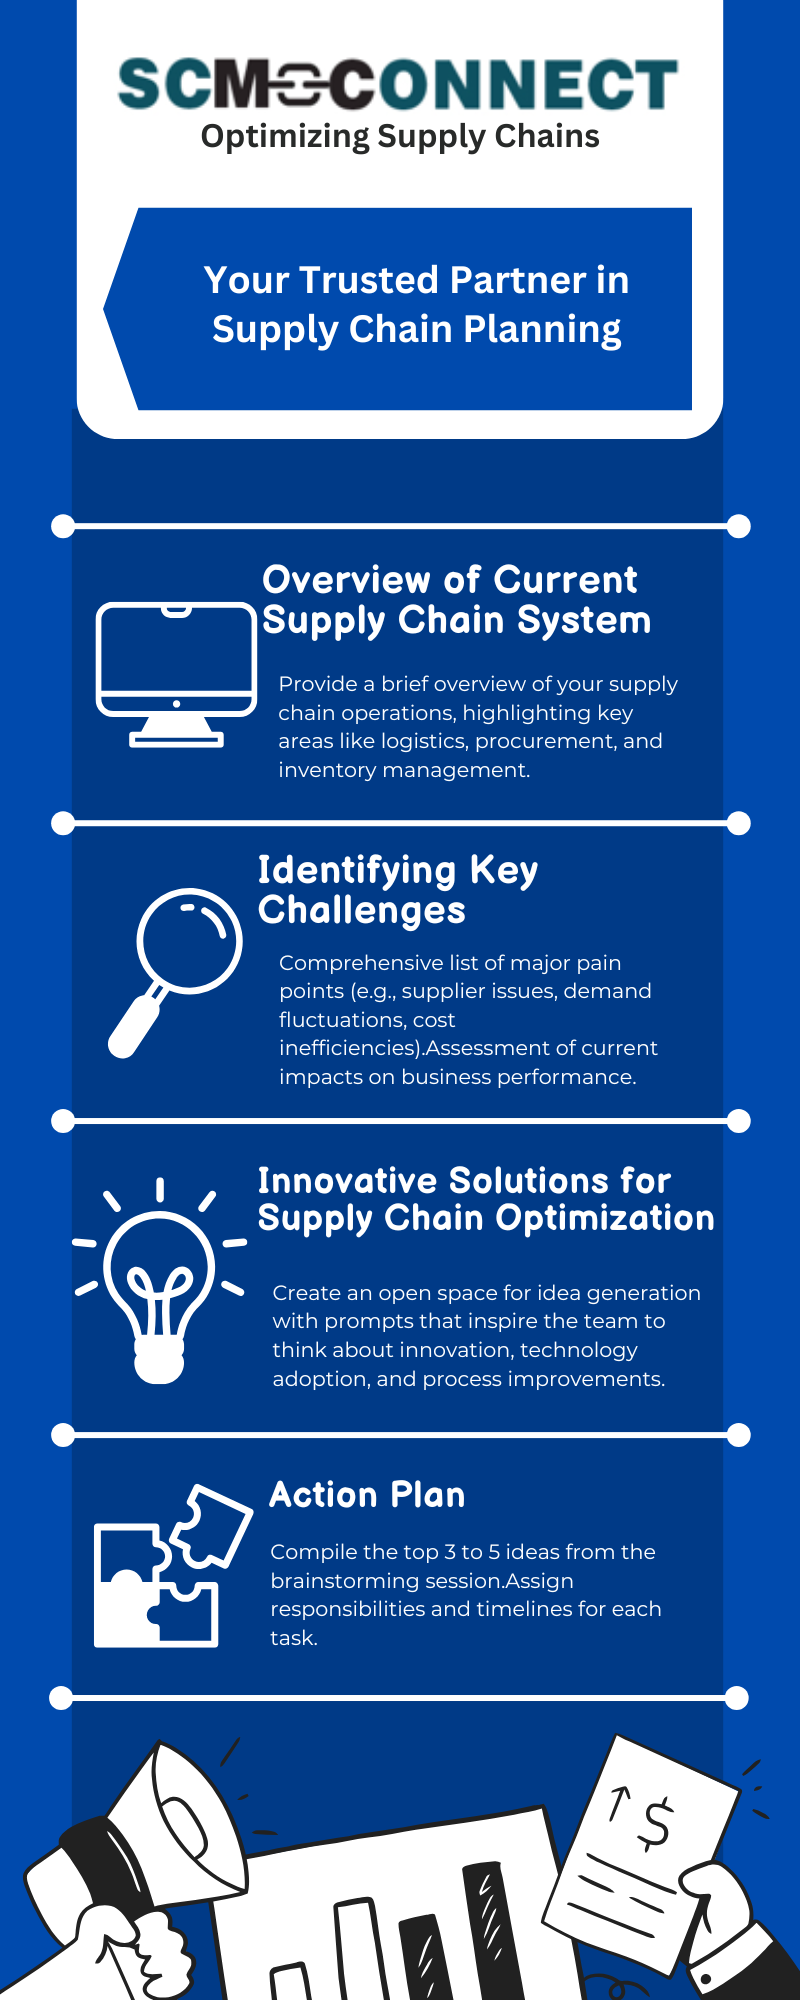 SCM CONNECT
Optimizing Supply Chains
Your Trusted Partner in
Supply Chain Planning
Overview of Current
Supply Chain System
Provide a brief overview of your supply
chain operations, highlighting key
areas like logistics, procurement, and
inventory management.
Identifying Key
Challenges
Comprehensive list of major pain
points (e.g., supplier issues, demand
fluctuations, cost
inefficiencies).Assessment of current
impacts on business performance.
Innovative Solutions for
Supply Chain Optimization
Create an open space for idea generation
with prompts that inspire the team to
think about innovation, technology
adoption, and process improvements.
Action Plan
Compile the top 3 to 5 ideas from the
brainstorming session.Assign
responsibilities and timelines for each
task.
$